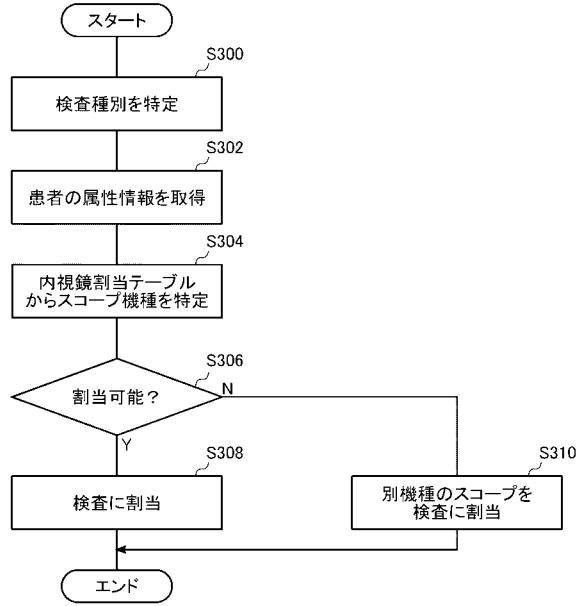 スタート
S300
検査種別を特定
S302
患者の属性情報を取得
S304
内視鏡割当テーブル
からスコープ機種を特定
S306
割当可能？
N
Y
S308
検査に割当
S310
別機種のスコープを
検査に割当
エンド